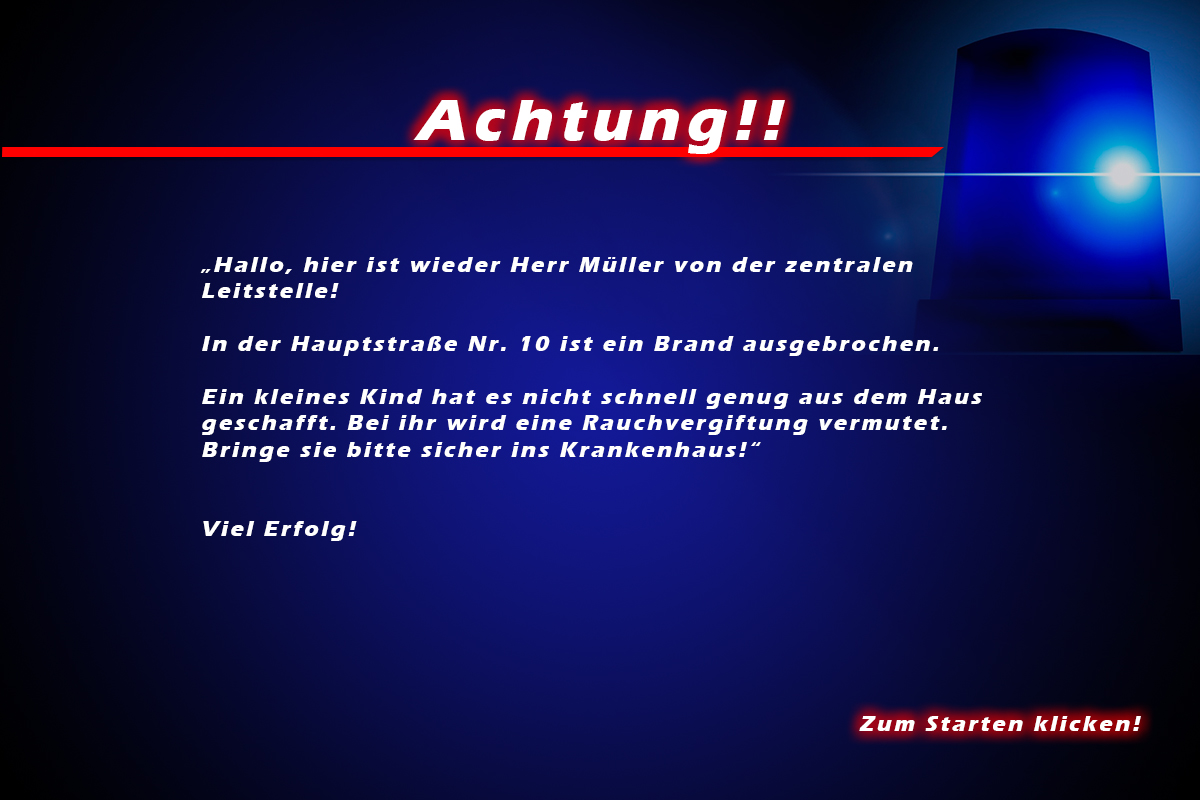 Achtung!!
„Hallo, hier ist wieder Herr Müller von der zentralen
Leitstelle!
In der Hauptstraße Nr. 10 ist ein Brand ausgebrochen.
Ein kleines Kind hat es nicht schnell genug aus dem Haus
geschafft. Bei ihr wird eine Rauchvergiftung vermutet.
Bringe sie bitte sicher ins Krankenhaus!“
Viel Erfolg!
Zum Starten klicken!